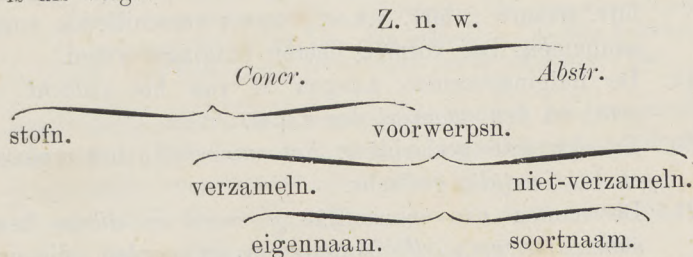 Z. n. w.
Concr. Abstr.
stofn. voorwerpsn.
verzameln. niet-verzameln.
eigennaam. soortnaam.